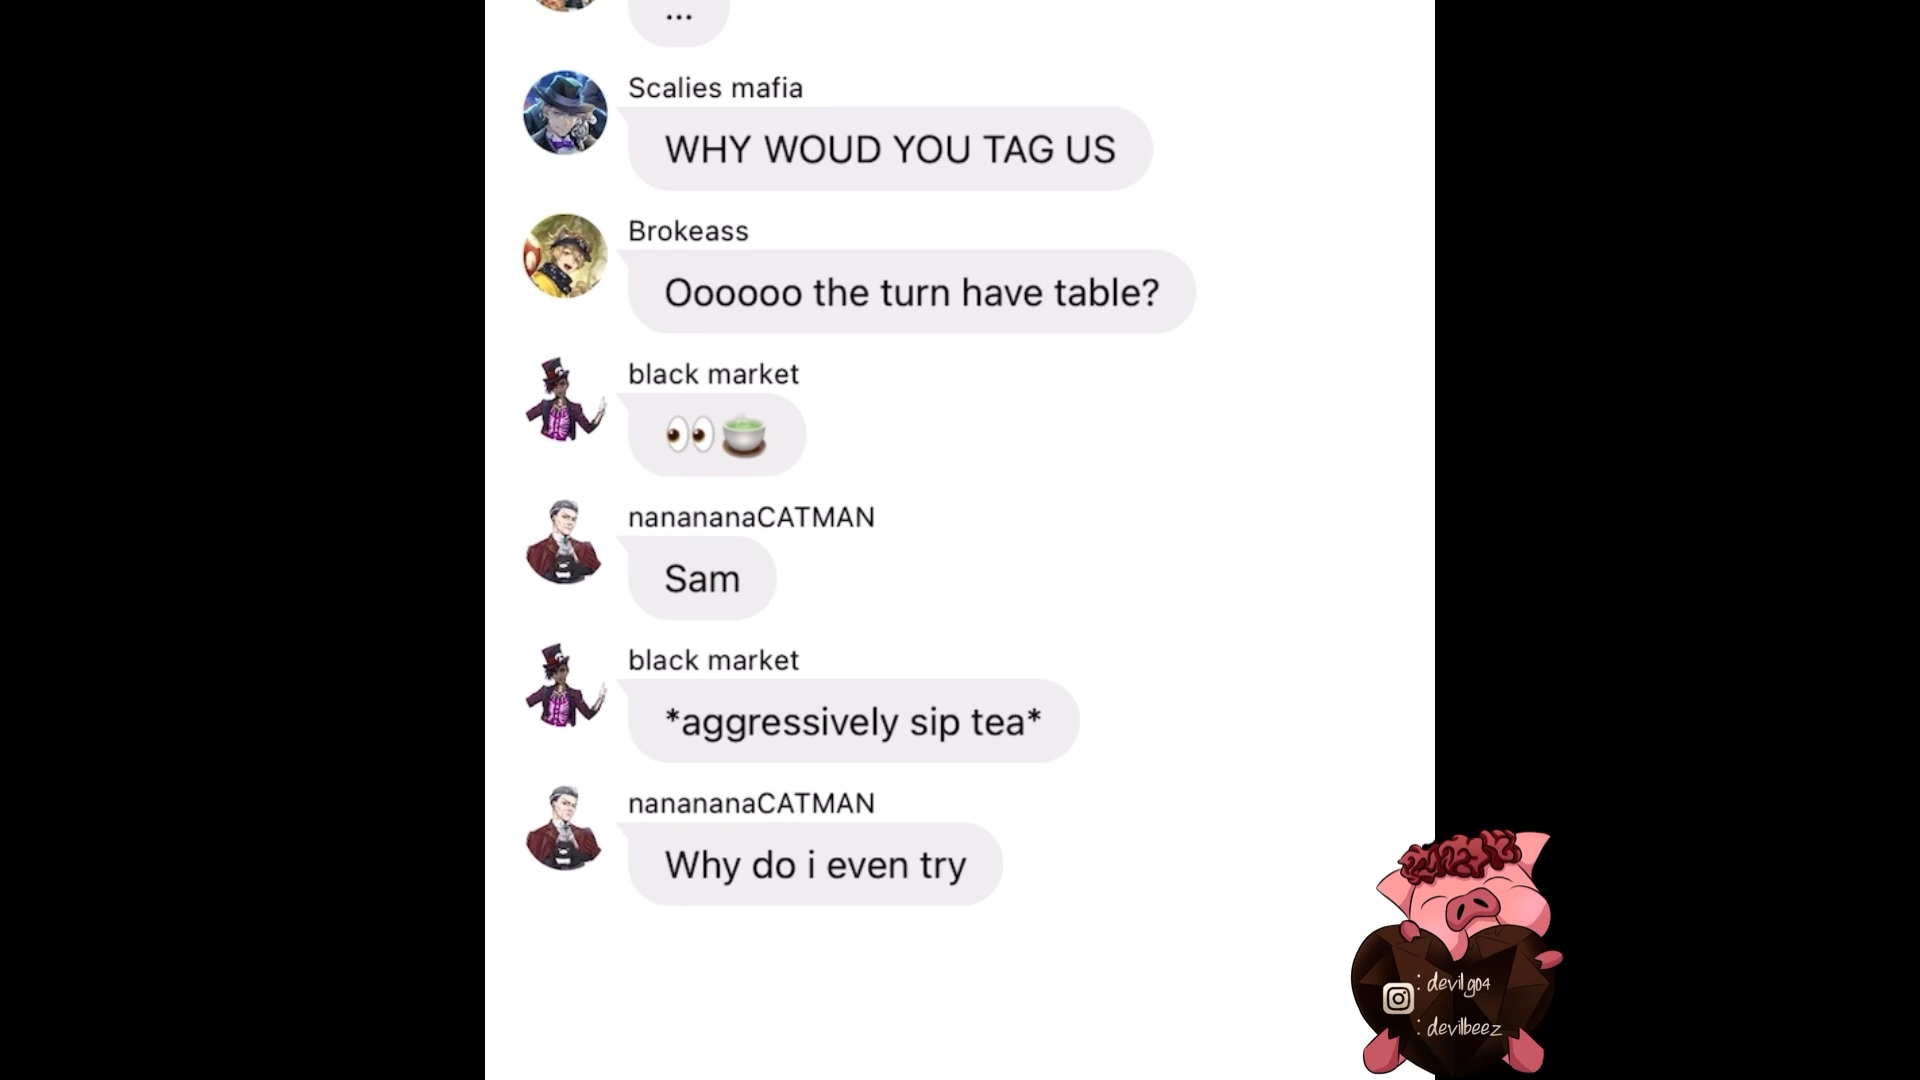 ...
Scalies mafia
WHY WOUD YOU TAG US
Brokeass
Oooooo the turn have table?
black market
👀🍵
nanananaCATMAN
Sam
black market
*aggressively sip tea*
nanananaCATMAN
Why do i even try
: devilgo4
: devilbeez